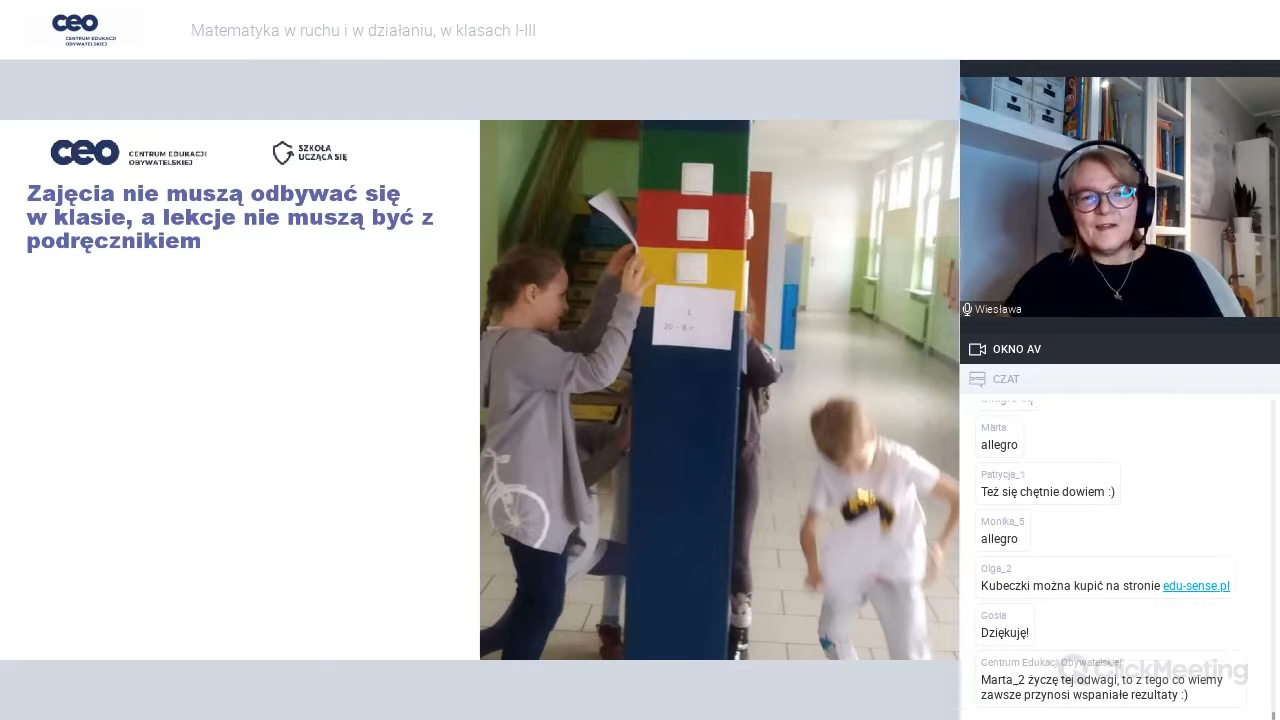 ceo
CENTRUM EDUKACJI
OBYWATELSKIEJ
Matematyka w ruchu i w działaniu, w klasach I-III
ceo
CENTRUM EDUKACJI
OBYWATELSKIEJ
SZKOŁA
UCZĄCA SIĘ
Zajęcia nie muszą odbywać się
w klasie, a lekcje nie muszą być z
podręcznikiem
Wiesława
OKNO AV
CZAT
Marta
allegro
Patrycja_1
Też się chętnie dowiem :)
Monika_5
allegro
Olga_2
Kubeczki można kupić na stronie edu-sense.pl
Gosia
Dziękuję!
Centrum Edukacji Obywatelskiej
ClickMeeting
Marta_2 życzę tej odwagi, to z tego co wiemy
zawsze przynosi wspaniałe rezultaty :)